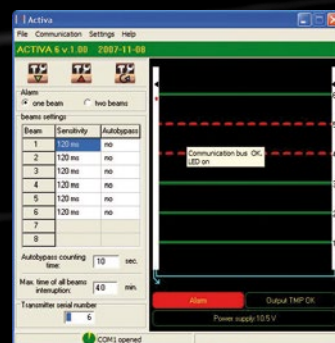 Activa
File Communication Settings Help
ACTIVA 6 v.1.00 2007-11-08
Alarm
one beam two beams
beams settings
Beam Sensitivity Autobypass
1 120 ms no
2 120 ms no
3 120 ms no
4 120 ms no
5 120 ms no
6 120 ms no
7
8
Autobypass counting
time: 10 sec.
Max. time of all beams
interruption: 40 min.
Transmitter serial number
6
Communication bus OK,
LED on
Alarm Output TMP OK
Power supply 10.5 V
COM1 opened